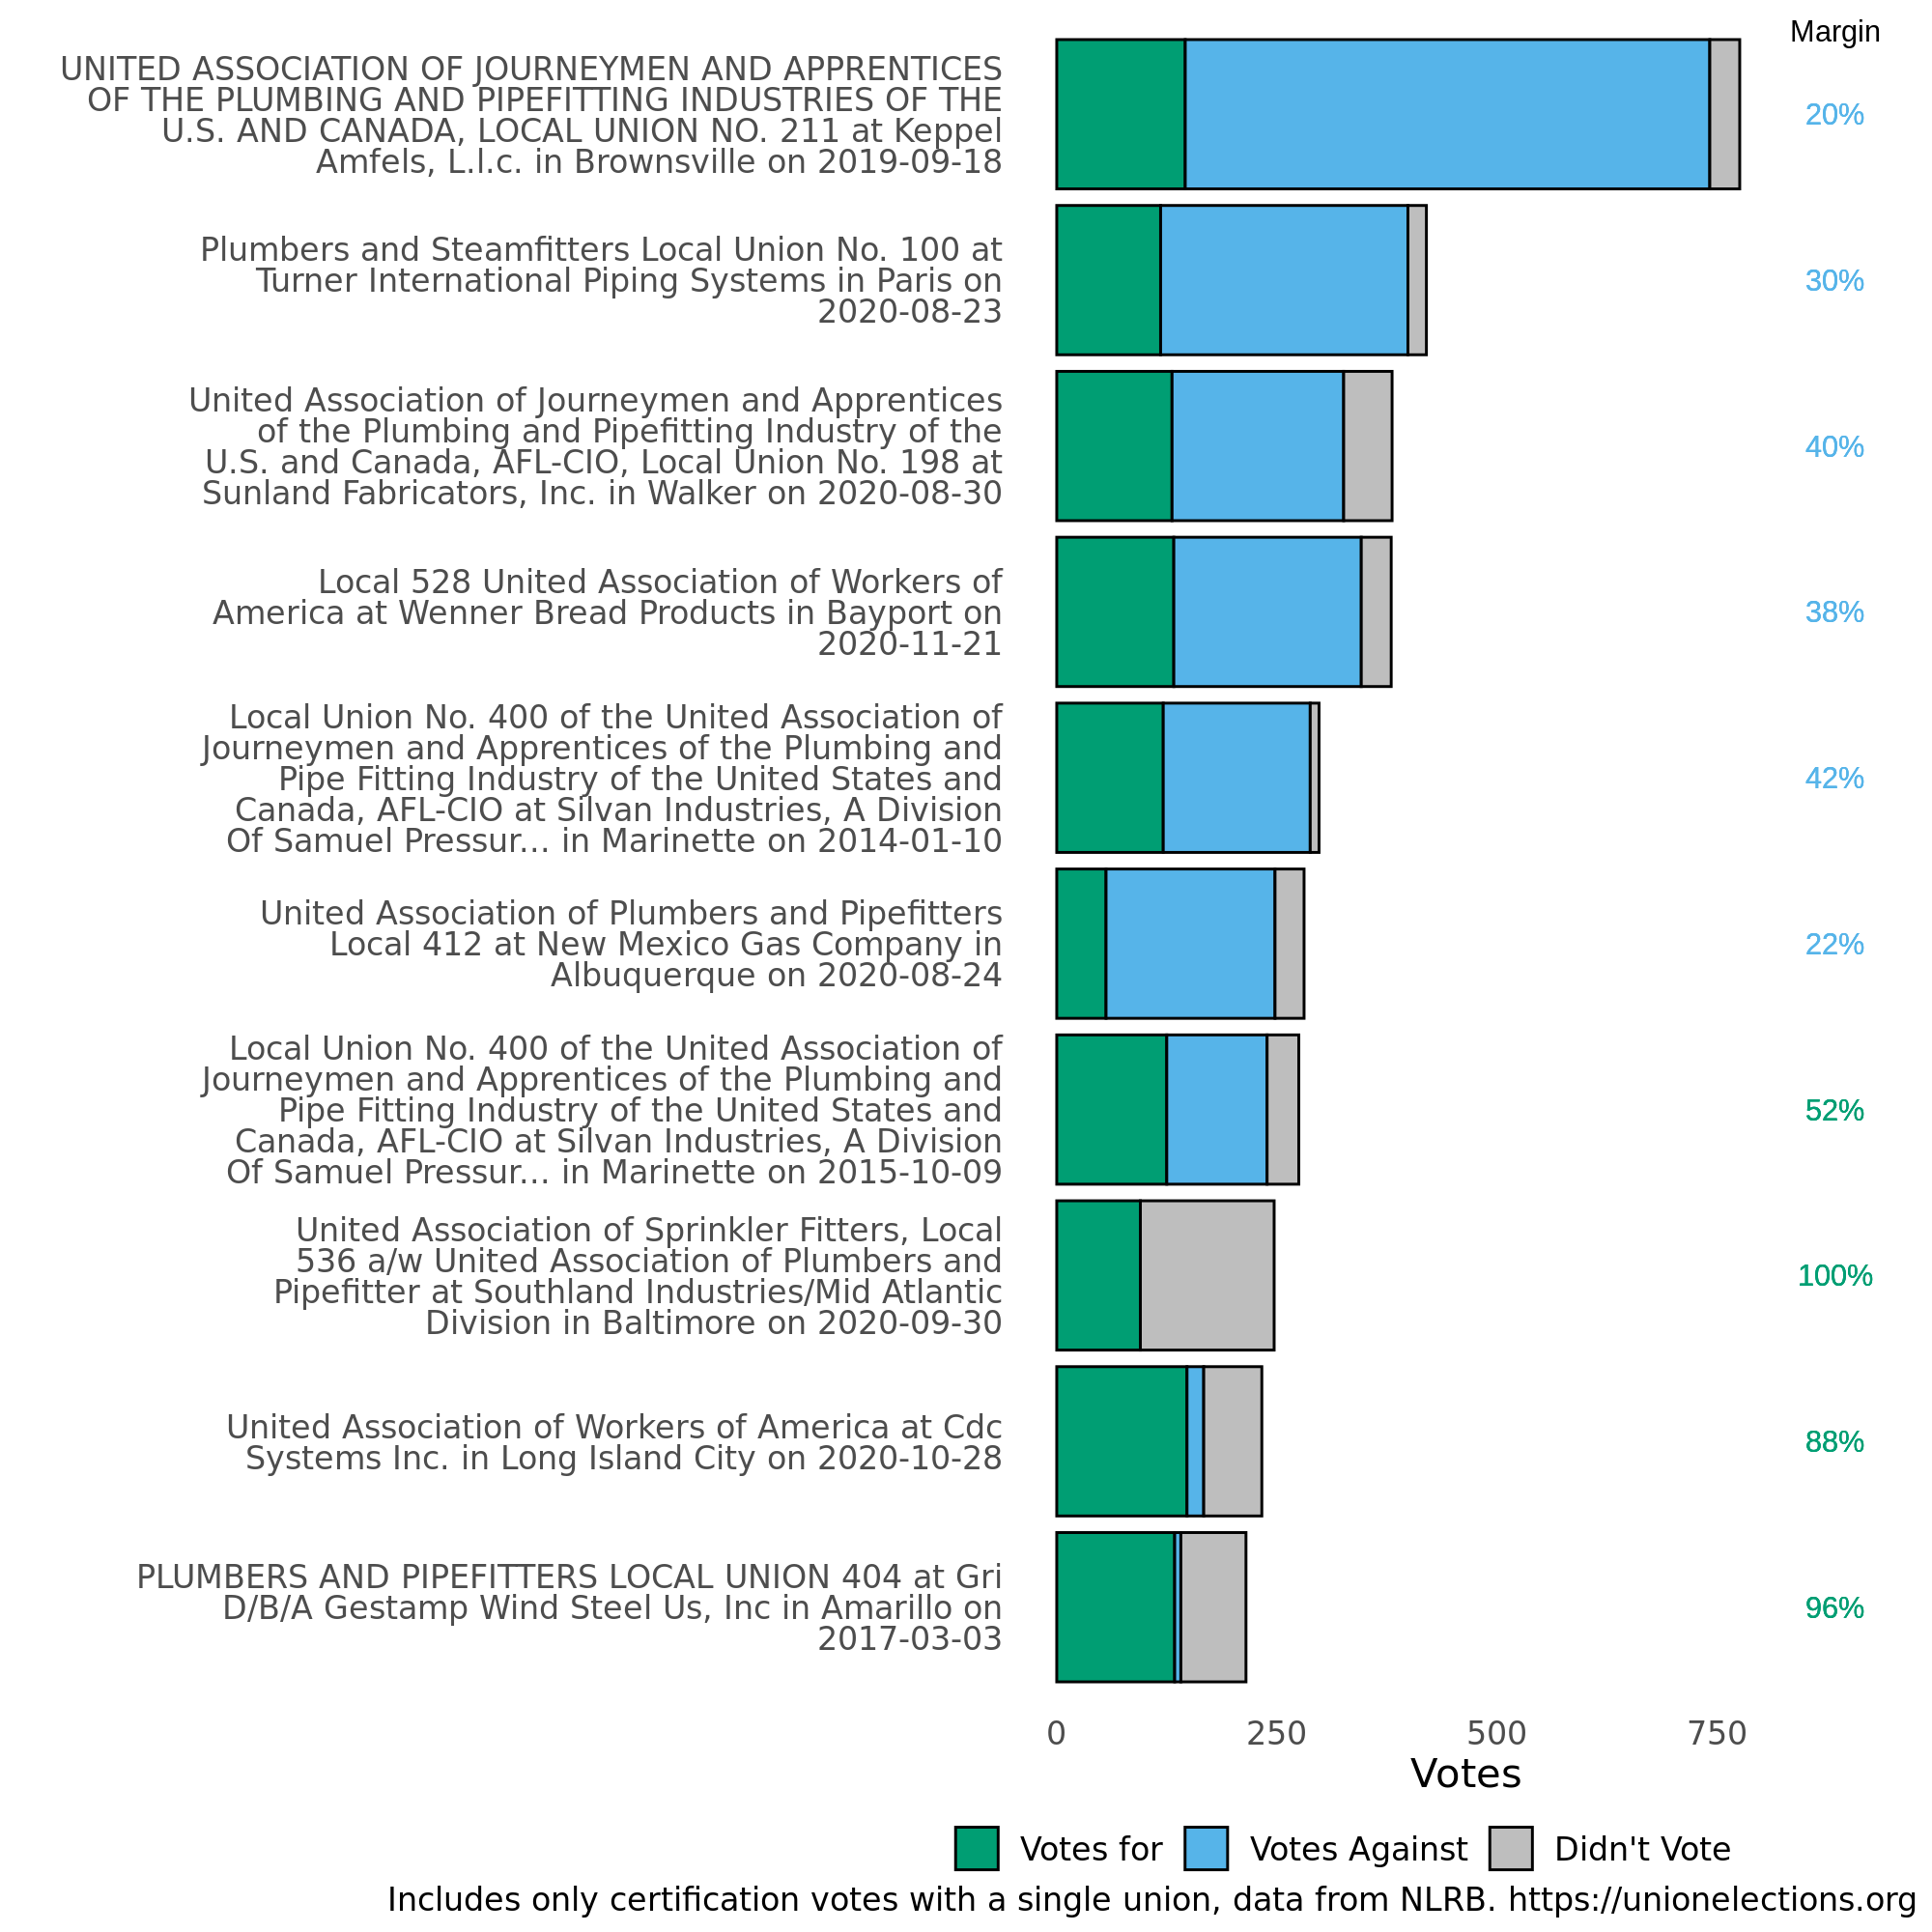 Margin
UNITED ASSOCIATION OF JOURNEYMEN AND APPRENTICES
OF THE PLUMBING AND PIPEFITTING INDUSTRIES OF THE
U.S. AND CANADA, LOCAL UNION NO. 211 at Keppel
Amfels, L.l.c. in Brownsville on 2019-09-18
20%
Plumbers and Steamfitters Local Union No. 100 at
Turner International Piping Systems in Paris on
2020-08-23
30%
United Association of Journeymen and Apprentices
of the Plumbing and Pipefitting Industry of the
U.S. and Canada, AFL-CIO, Local Union No. 198 at
Sunland Fabricators, Inc. in Walker on 2020-08-30
40%
Local 528 United Association of Workers of
America at Wenner Bread Products in Bayport on
2020-11-21
38%
Local Union No. 400 of the United Association of
Journeymen and Apprentices of the Plumbing and
Pipe Fitting Industry of the United States and
Canada, AFL-CIO at Silvan Industries, A Division
Of Samuel Pressur... in Marinette on 2014-01-10
42%
United Association of Plumbers and Pipefitters
Local 412 at New Mexico Gas Company in
Albuquerque on 2020-08-24
22%
Local Union No. 400 of the United Association of
Journeymen and Apprentices of the Plumbing and
Pipe Fitting Industry of the United States and
Canada, AFL-CIO at Silvan Industries, A Division
Of Samuel Pressur... in Marinette on 2015-10-09
52%
United Association of Sprinkler Fitters, Local
536 a/w United Association of Plumbers and
Pipefitter at Southland Industries/Mid Atlantic
Division in Baltimore on 2020-09-30
100%
United Association of Workers of America at Cdc
Systems Inc. in Long Island City on 2020-10-28
88%
PLUMBERS AND PIPEFITTERS LOCAL UNION 404 at Gri
D/B/A Gestamp Wind Steel Us, Inc in Amarillo on
2017-03-03
96%
0 250 500 750
Votes
Votes for Votes Against Didn't Vote
Includes only certification votes with a single union, data from NLRB. https://unionelections.org